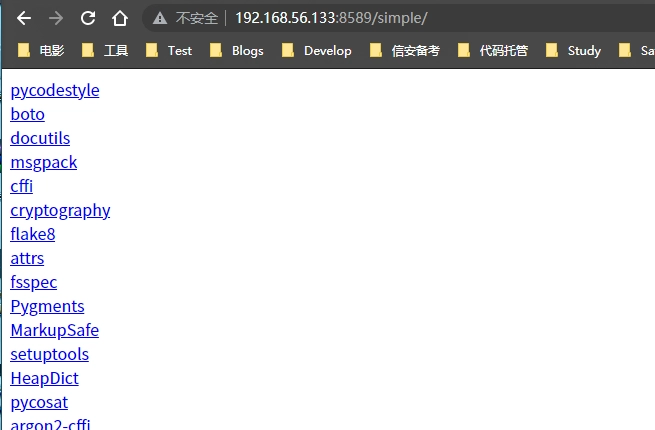 不安全 192.168.56.133:8589/simple/
电影 工具 Test Blogs Develop 信安备考 代码托管 Study Sa
pycodestyle
boto
docutils
msgpack
cffi
cryptography
flake8
attrs
fsspec
Pygments
MarkupSafe
setuptools
HeapDict
pycosat
argon2-cffi